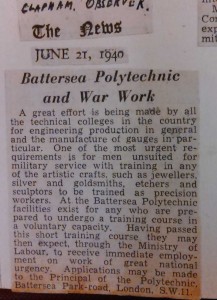 CLAPHAM OBSERVER.
The News
JUNE 21, 1940
Battersea Polytechnic
and War Work
A great effort is being made by all
the technical colleges in the country
for engineering production in general
and the manufacture of gauges in par-
ticular. One of the most urgent re-
quirements is for men unsuited for
military service with training in any
of the artistic crafts, such as jewellers,
silver and goldsmiths, etchers and
sculptors to be trained as precision
workers. At the Battersea Polytechnic
facilities exist for any who are pre-
pared to undergo a training course in
a voluntary capacity. Having passed
this short training course they may
then expect, through the Ministry of
Labour, to receive immediate employ-
ment on work of great national
urgency. Applications may be made
to the Principal of the Polytechnic,
Battersea Park-road, London, S.W.11.